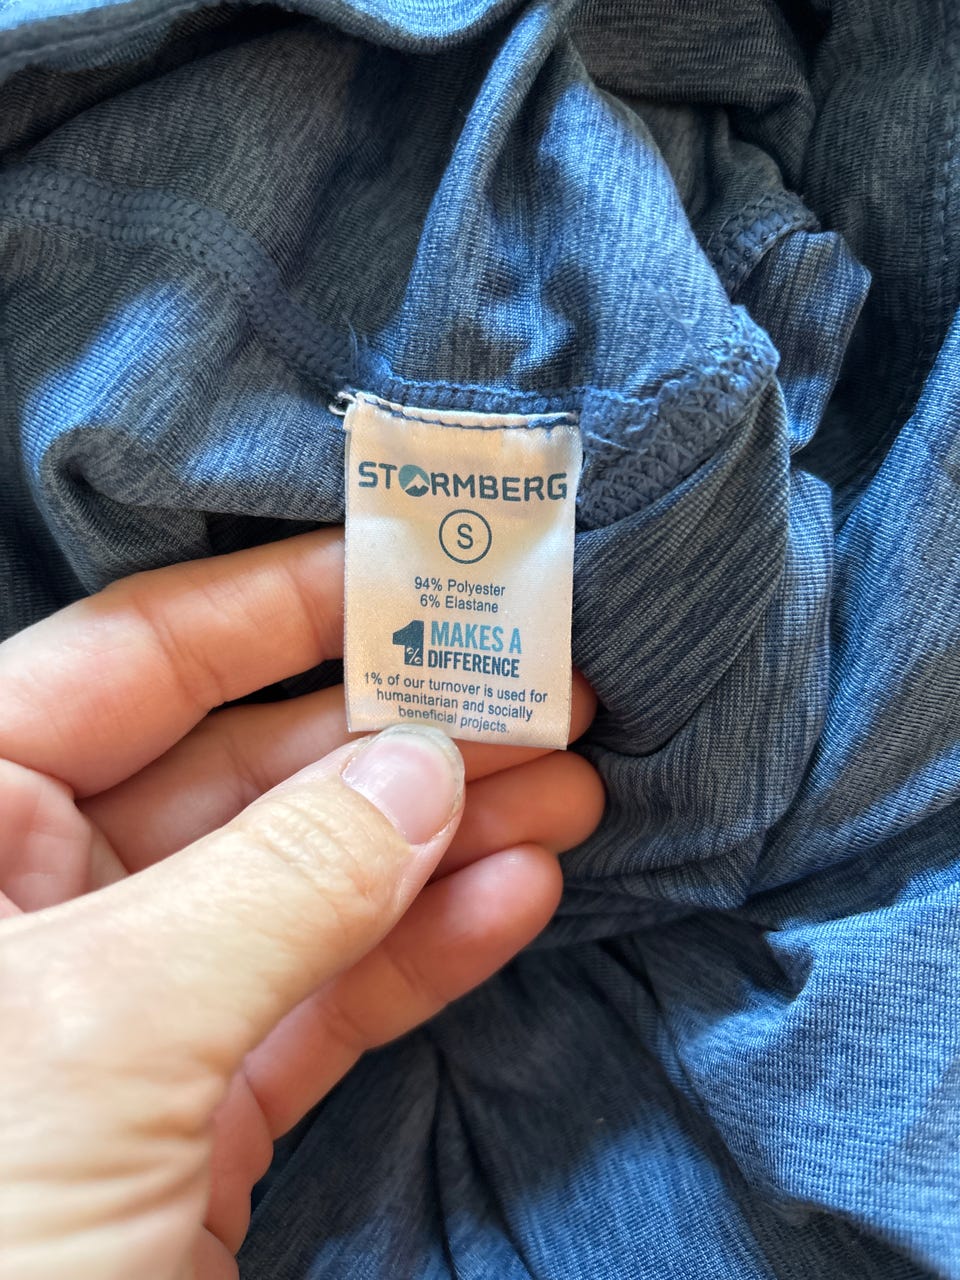 STORMBERG
S
94% Polyester
6% Elastane
1% MAKES A
DIFFERENCE
1% of our turnover is used for
humanitarian and socially
beneficial projects.